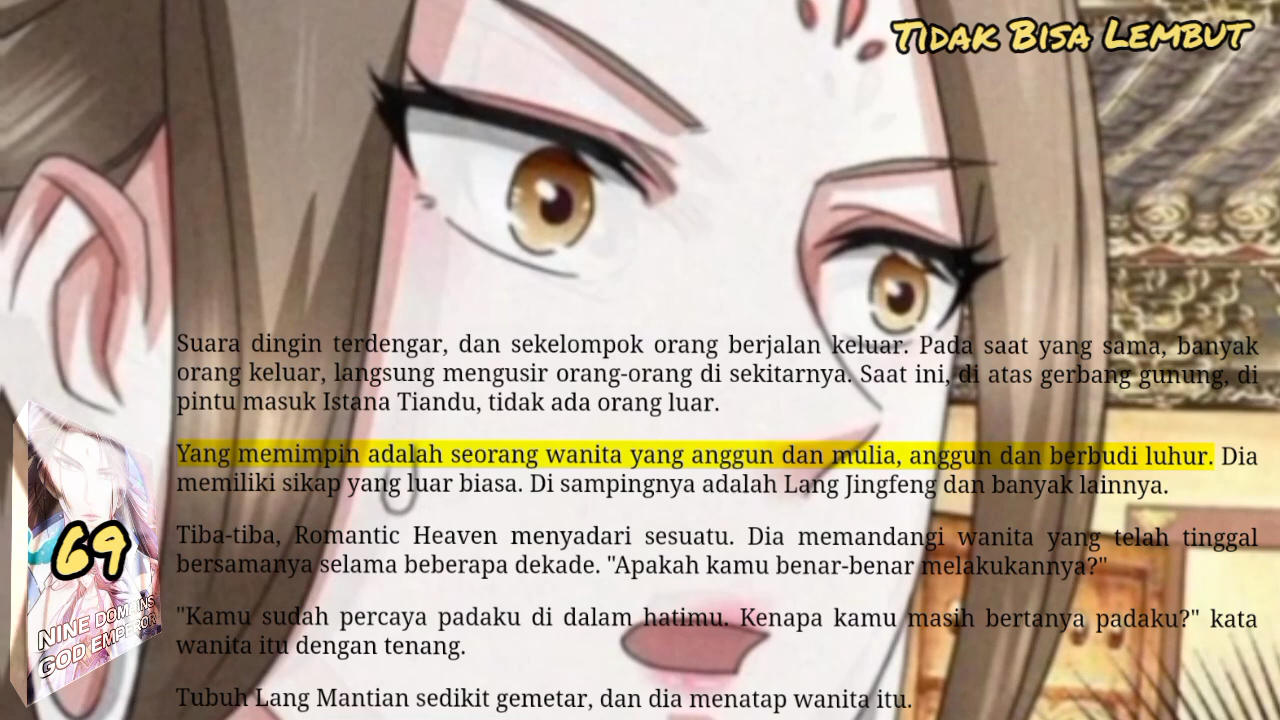 Tidak Bisa Lembut
Suara dingin terdengar, dan sekelompok orang berjalan keluar. Pada saat yang sama, banyak
orang keluar, langsung mengusir orang-orang di sekitarnya. Saat ini, di atas gerbang gunung, di
pintu masuk Istana Tiandu, tidak ada orang luar.
Yang memimpin adalah seorang wanita yang anggun dan mulia, anggun dan berbudi luhur. Dia
memiliki sikap yang luar biasa. Di sampingnya adalah Lang Jingfeng dan banyak lainnya.
Tiba-tiba, Romantic Heaven menyadari sesuatu. Dia memandangi wanita yang telah tinggal
bersamanya selama beberapa dekade. "Apakah kamu benar-benar melakukannya?"
"Kamu sudah percaya padaku di dalam hatimu. Kenapa kamu masih bertanya padaku?" kata
wanita itu dengan tenang.
Tubuh Lang Mantian sedikit gemetar, dan dia menatap wanita itu.
69
NINE DOMAINS
GOD EMPEROR